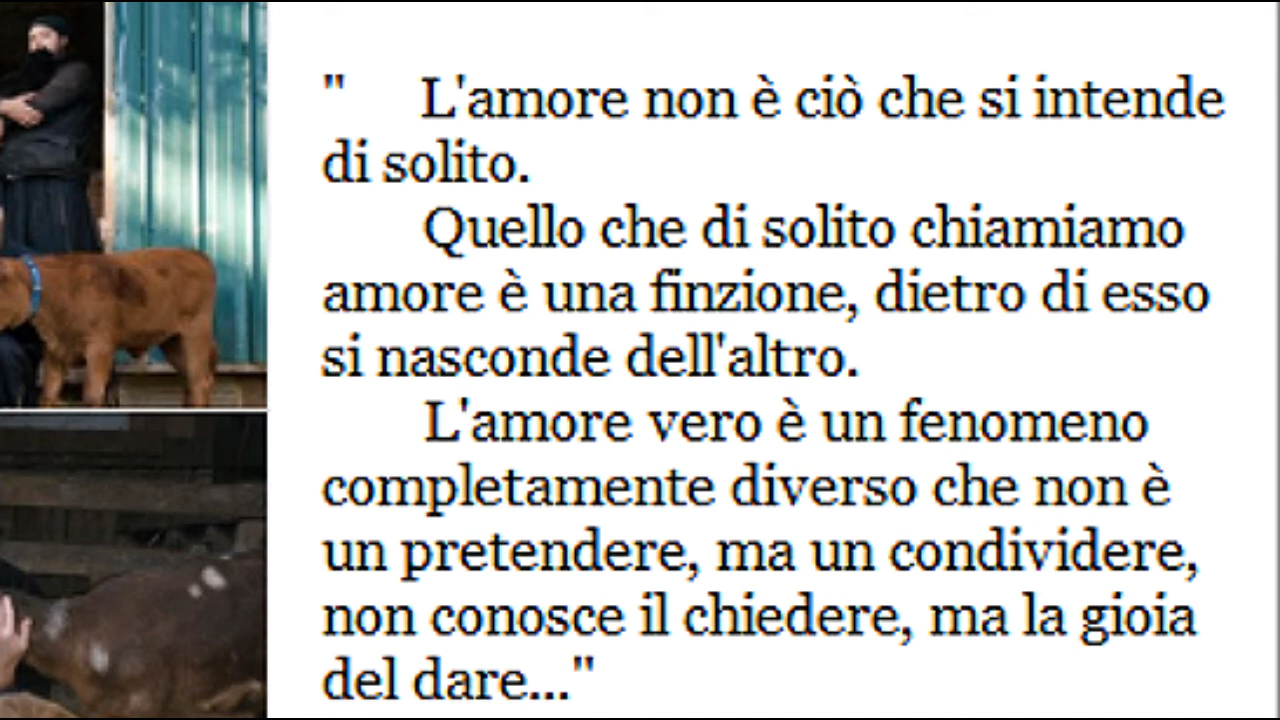 " L'amore non è ciò che si intende
di solito.
Quello che di solito chiamiamo
amore è una finzione, dietro di esso
si nasconde dell'altro.
L'amore vero è un fenomeno
completamente diverso che non è
un pretendere, ma un condividere,
non conosce il chiedere, ma la gioia
del dare..."